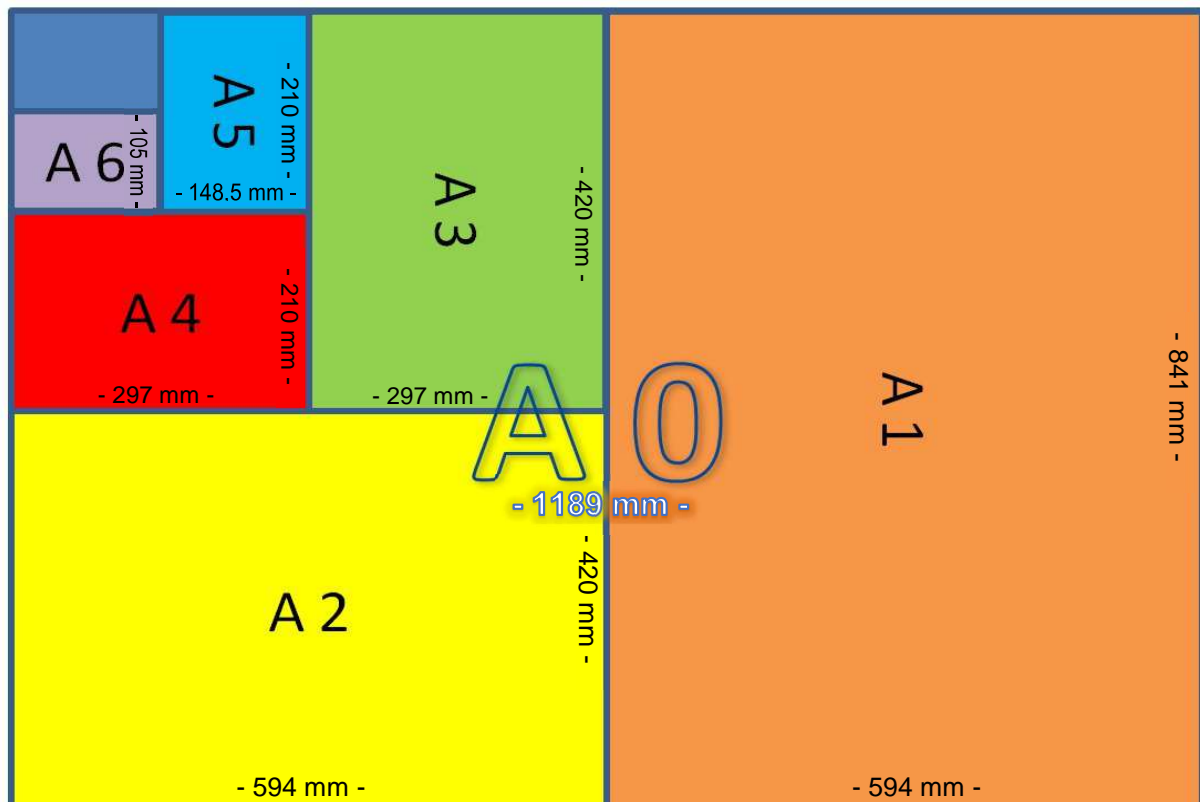 A 5
- 210 mm -
- 148.5 mm -
A 6
- 105 mm -
A 3
- 420 mm -
- 297 mm -
A 4
- 210 mm -
- 297 mm -
A 0
- 1189 mm -
A 1
- 841 mm -
- 594 mm -
A 2
- 420 mm -
- 594 mm -